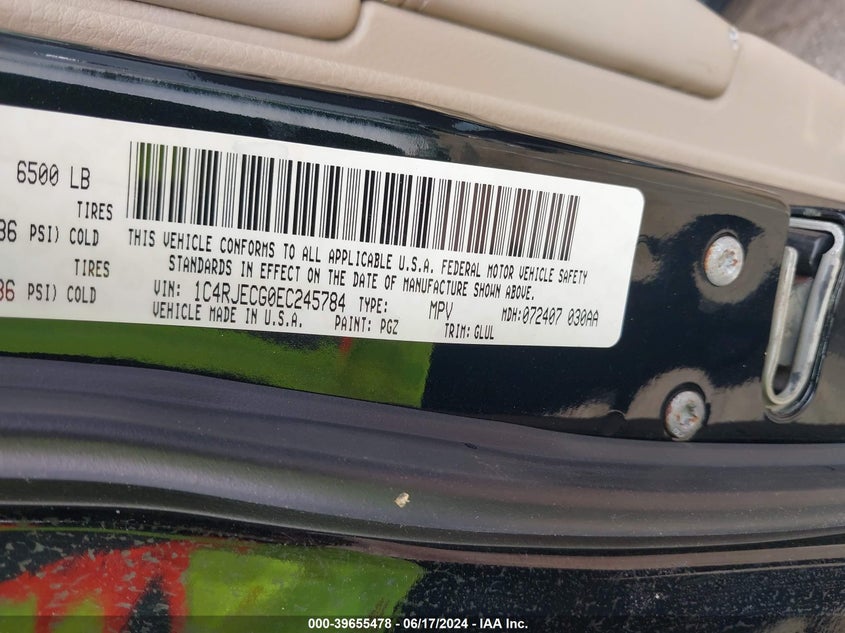 6500 LB
TIRES
36 PSI) COLD
TIRES
36 PSI) COLD
THIS VEHICLE CONFORMS TO ALL APPLICABLE U.S.A. FEDERAL MOTOR VEHICLE SAFETY
STANDARDS IN EFFECT ON THE DATE OF MANUFACTURE SHOWN ABOVE.
VIN: 1C4RJECG0EC245784 TYPE: MPV MDH:072407 030AA
VEHICLE MADE IN U.S.A. PAINT: PGZ TRIM: GLUL
000-39655478 - 06/17/2024 - IAA Inc.